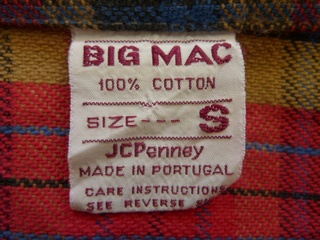 BIG MAC
100% COTTON
SIZE --- S
JCPenney
MADE IN PORTUGAL
CARE INSTRUCTIONS
SEE REVERSE